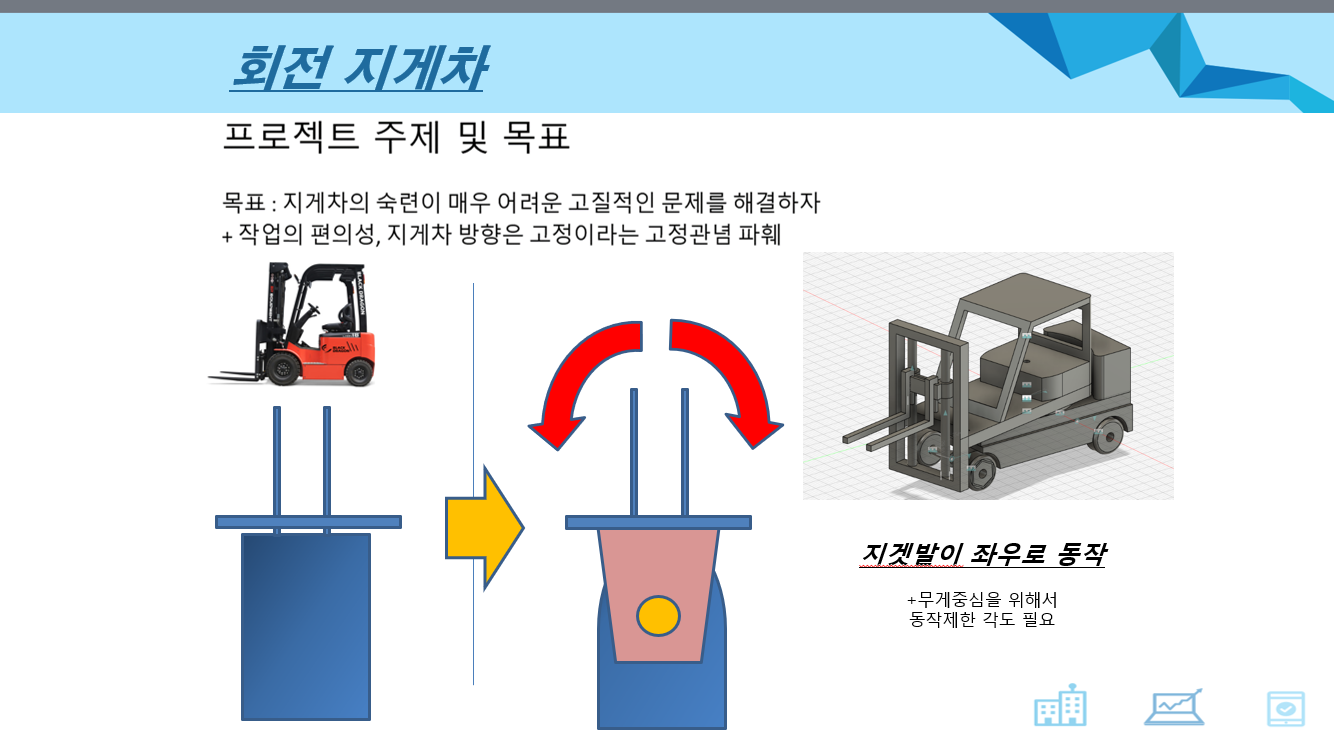 회전 지게차
프로젝트 주제 및 목표
목표 : 지게차의 숙련이 매우 어려운 고질적인 문제를 해결하자
+ 작업의 편의성, 지게차 방향은 고정이라는 고정관념 파훼
BLACK DRAGON
BLACK DRAGON
지겟발이 좌우로 동작
+무게중심을 위해서
동작제한 각도 필요